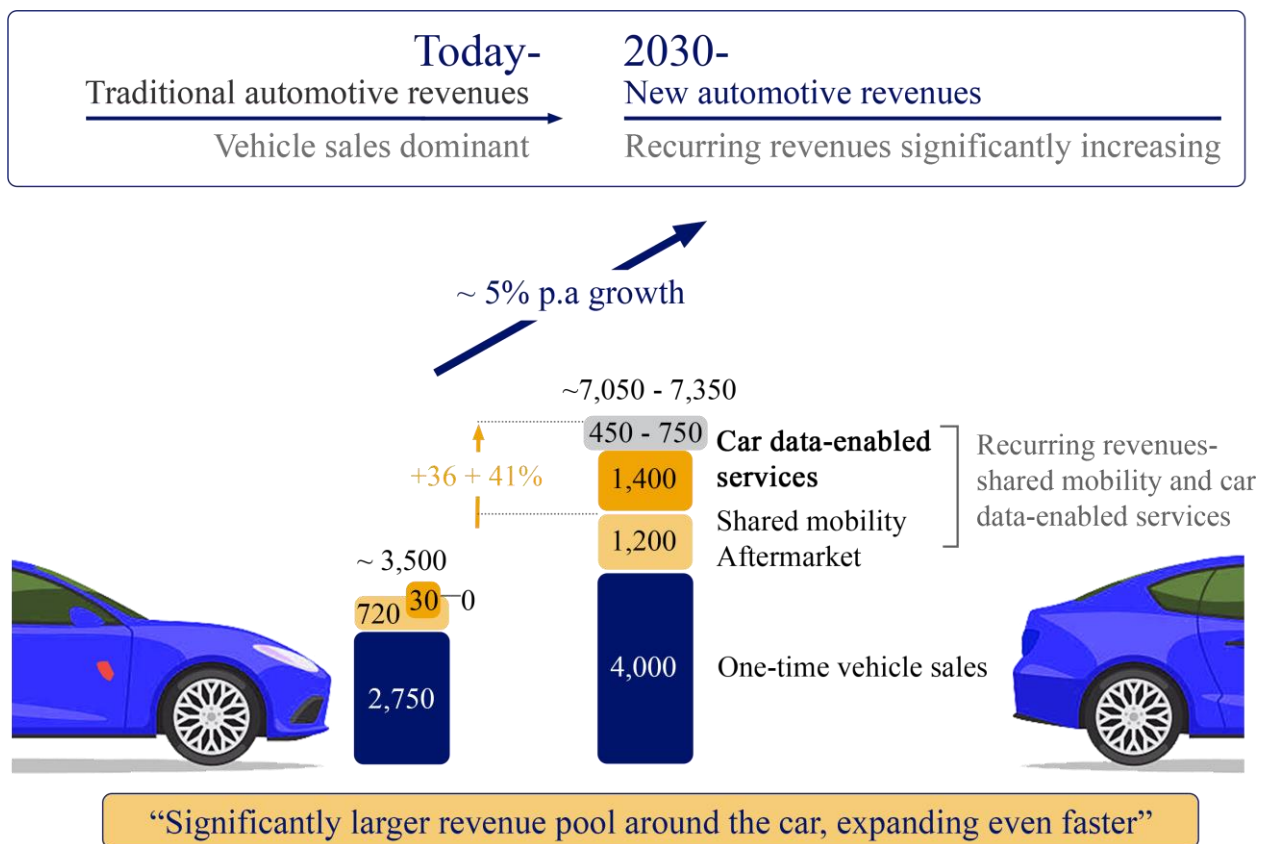 Today-
Traditional automotive revenues
Vehicle sales dominant
2030-
New automotive revenues
Recurring revenues significantly increasing
~ 5% p.a growth
~7,050 - 7,350
450 - 750
1,400
1,200
4,000
+36 + 41%
Car data-enabled
services
Shared mobility
Aftermarket
One-time vehicle sales
Recurring revenues-
shared mobility and car
data-enabled services
~ 3,500
720
30
0
2,750
“Significantly larger revenue pool around the car, expanding even faster”